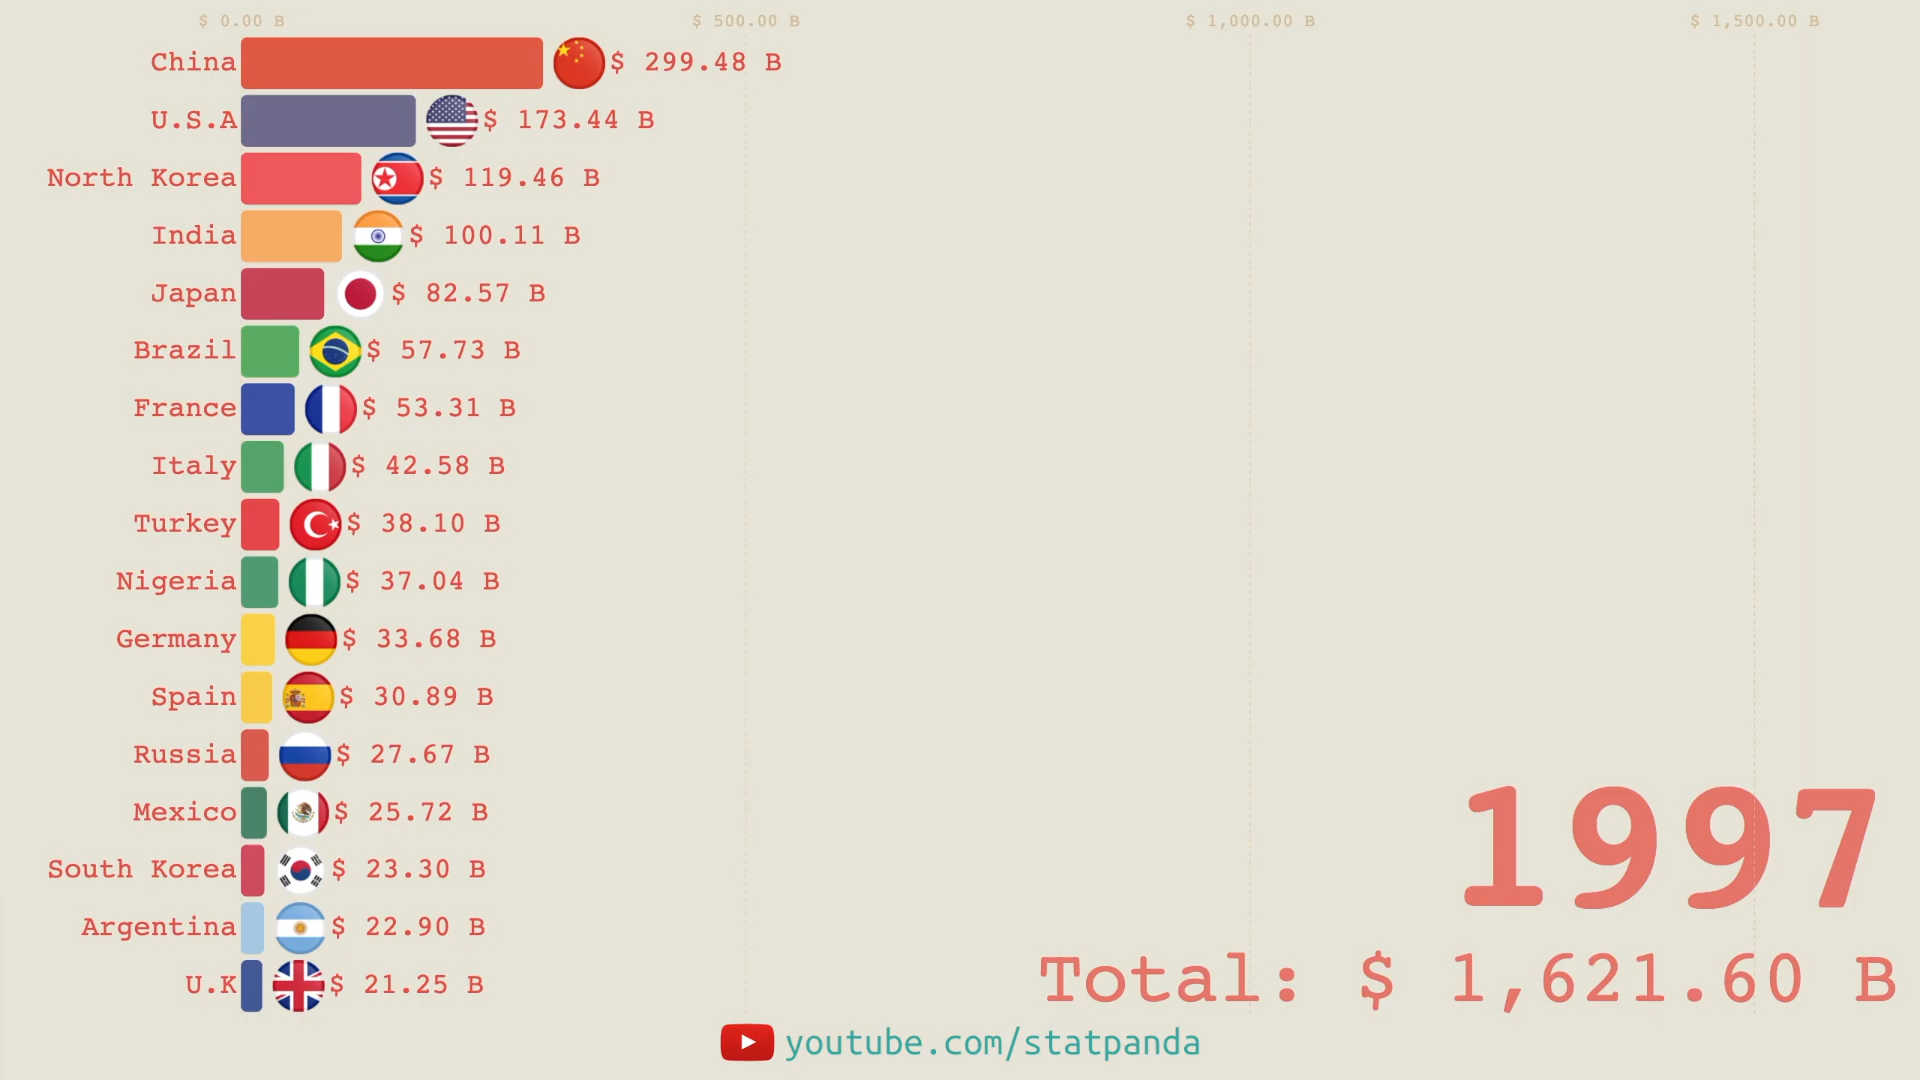 $ 0.00 B $ 500.00 B $ 1,000.00 B $ 1,500.00 B
China $ 299.48 B
U.S.A $ 173.44 B
North Korea $ 119.46 B
India $ 100.11 B
Japan $ 82.57 B
Brazil $ 57.73 B
France $ 53.31 B
Italy $ 42.58 B
Turkey $ 38.10 B
Nigeria $ 37.04 B
Germany $ 33.68 B
Spain $ 30.89 B
Russia $ 27.67 B
Mexico $ 25.72 B
South Korea $ 23.30 B
Argentina $ 22.90 B
U.K $ 21.25 B
1997
Total: $ 1,621.60 B
youtube.com/statpanda